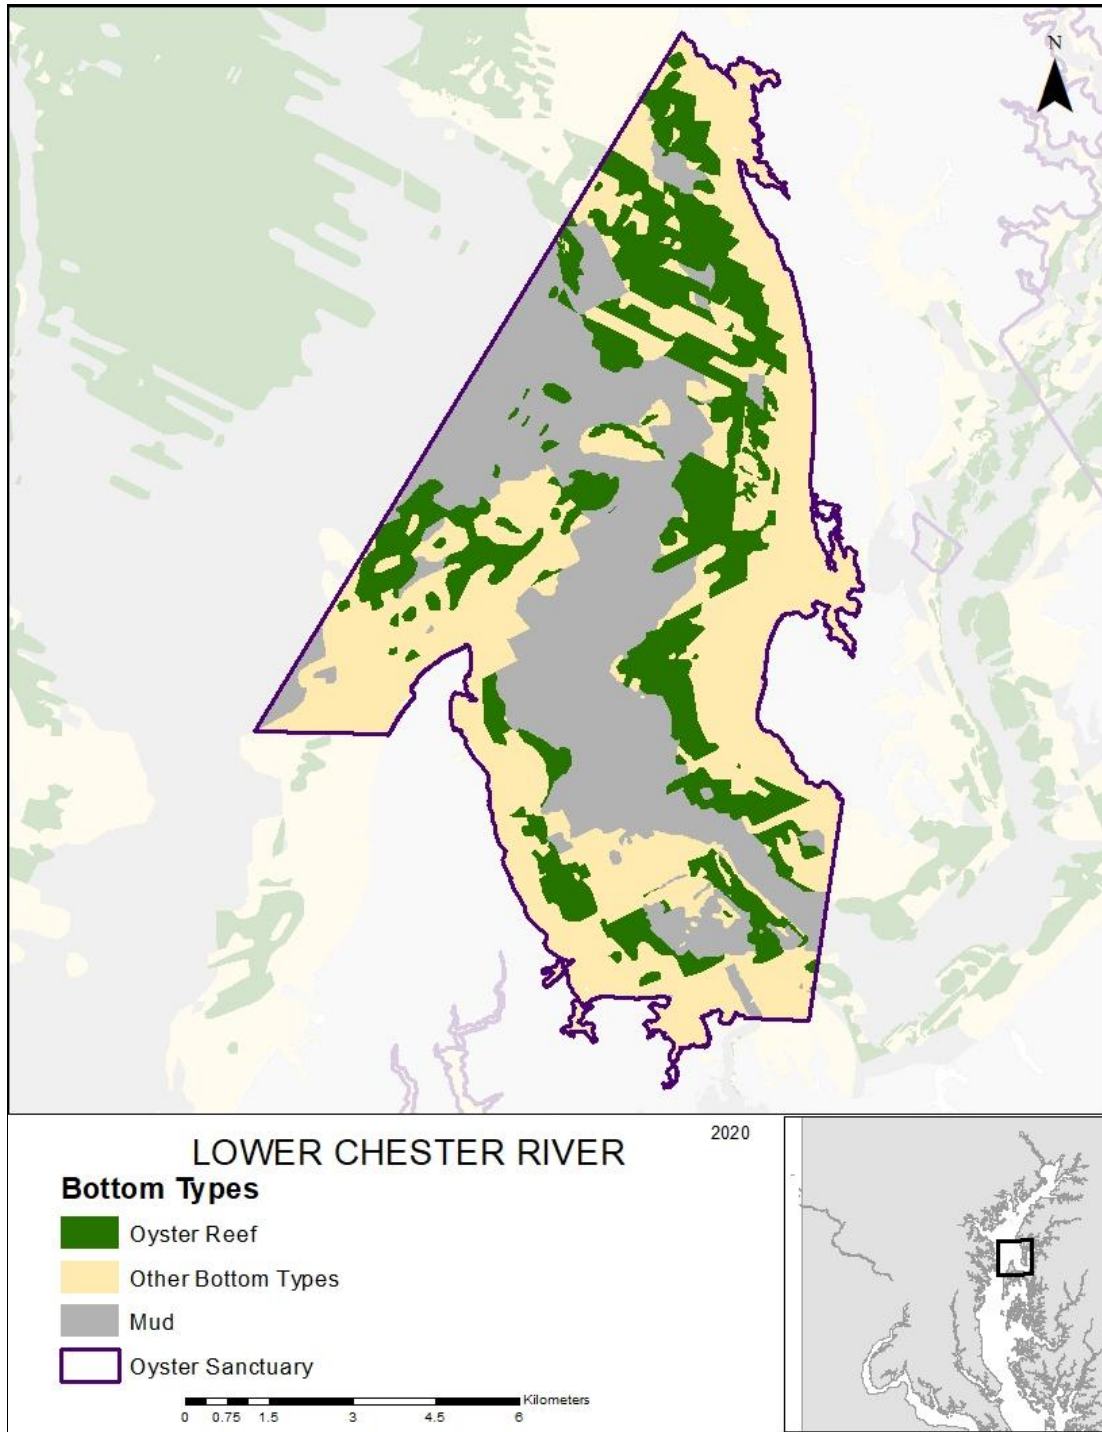 N
LOWER CHESTER RIVER
2020
Bottom Types
Oyster Reef
Other Bottom Types
Mud
Oyster Sanctuary
Kilometers
0 0.75 1.5 3 4.5 6